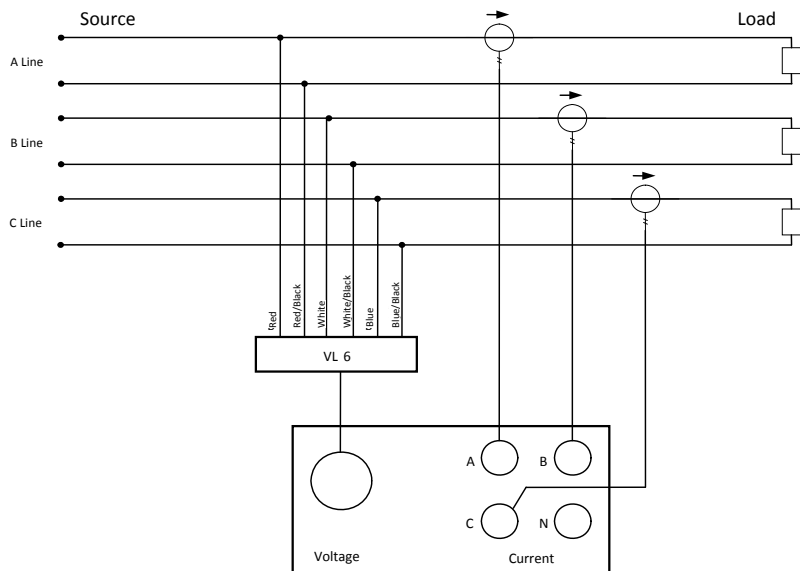 Source
Load
A Line
B Line
C Line
Red
Red/Black
White
White/Black
Blue
Blue/Black
VL 6
A
B
C
N
Voltage
Current